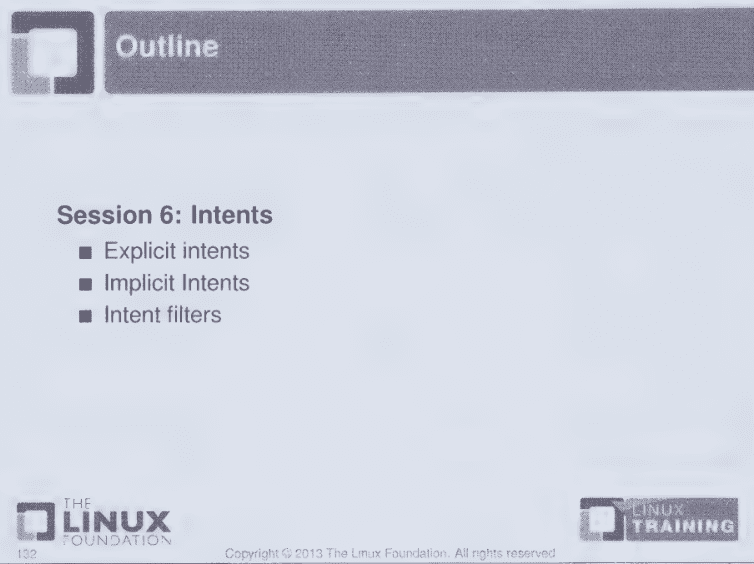 Outline
Session 6: Intents
■ Explicit intents
■ Implicit Intents
■ Intent filters
THE
LINUX
FOUNDATION
LINUX
TRAINING
132
Copyright © 2013 The Linux Foundation. All rights reserved